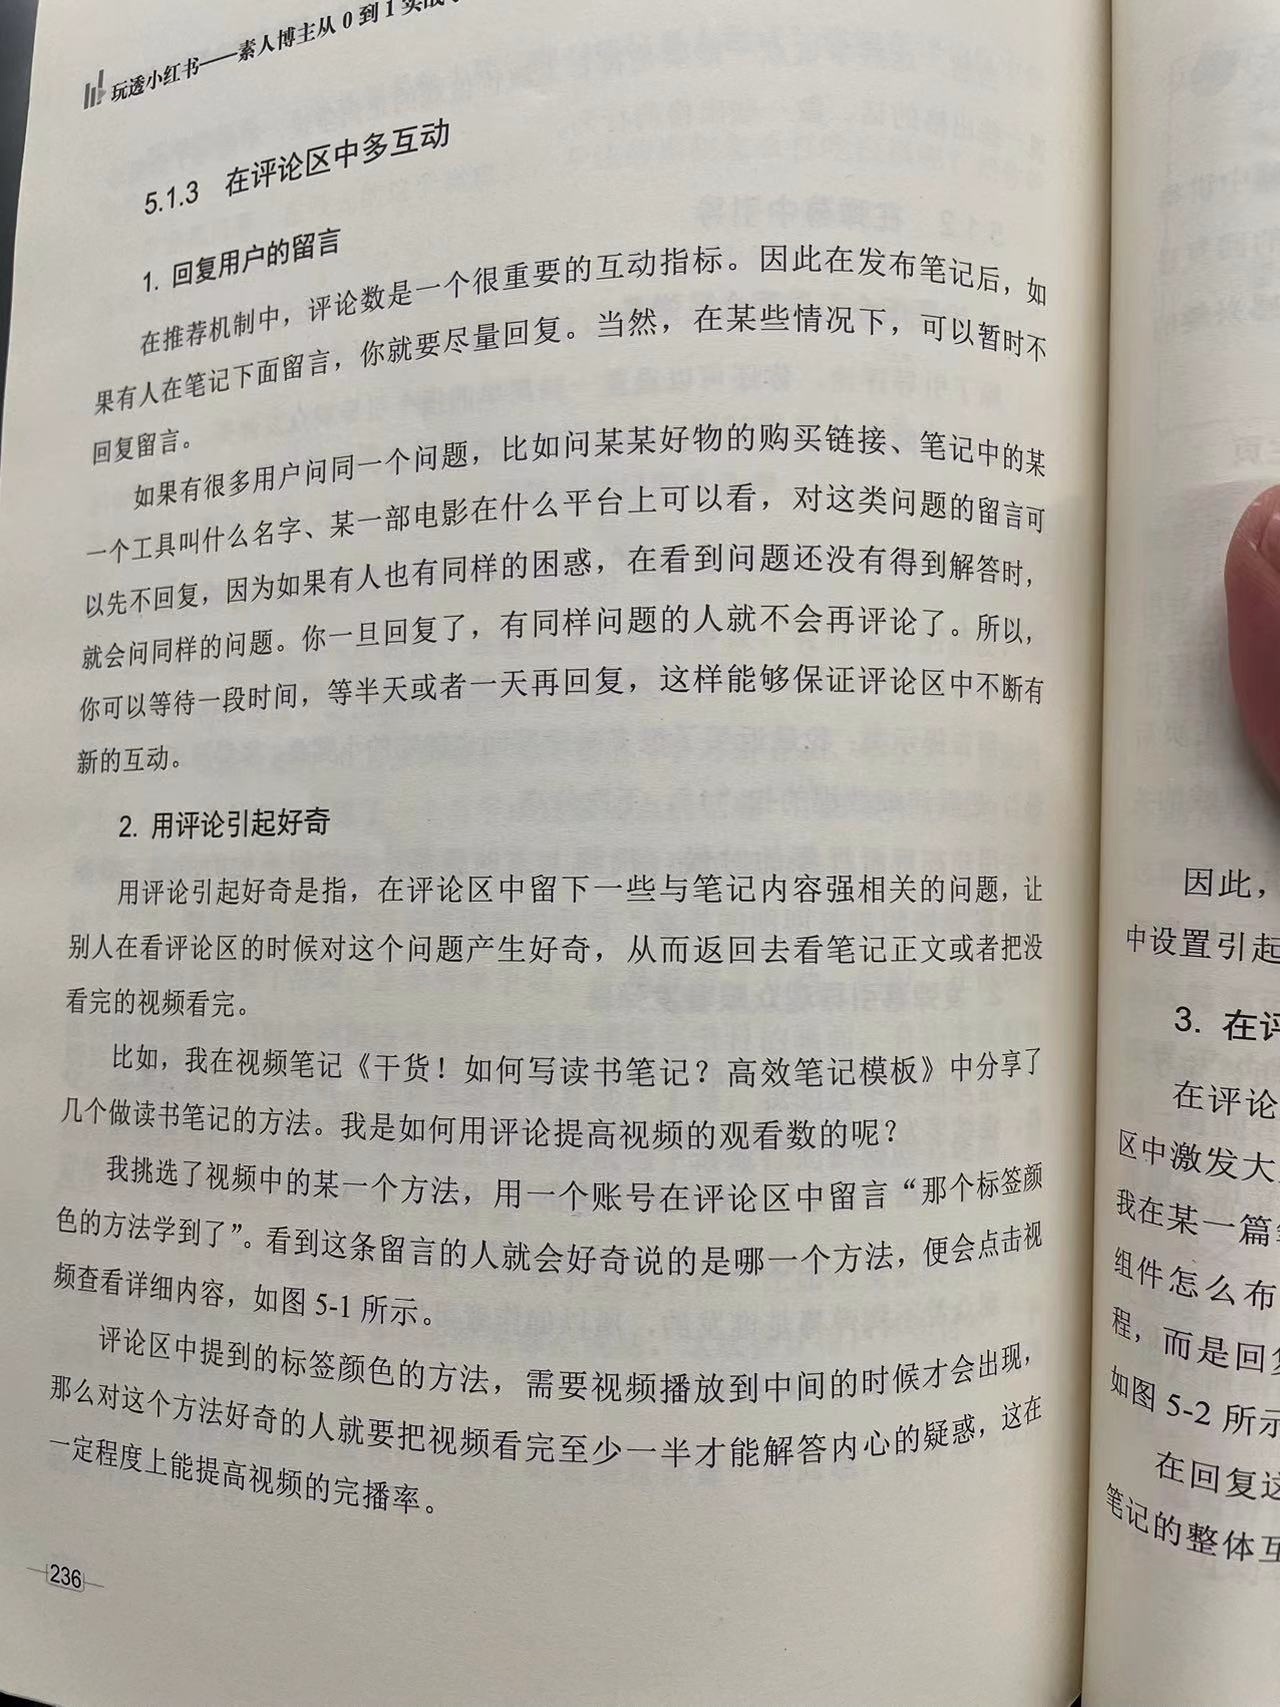 玩透小红书——素人博主从0到1实战
5.1.3 在评论区中多互动
1. 回复用户的留言
在推荐机制中，评论数是一个很重要的互动指标。因此在发布笔记后，如
果有人在笔记下面留言，你就要尽量回复。当然，在某些情况下，可以暂时不
回复留言。
如果有很多用户问同一个问题，比如问某某好物的购买链接、笔记中的某
一个工具叫什么名字、某一部电影在什么平台上可以看，对这类问题的留言可
以先不回复，因为如果有人也有同样的困惑，在看到问题还没有得到解答时，
就会问同样的问题。你一旦回复了，有同样问题的人就不会再评论了。所以，
你可以等待一段时间，等半天或者一天再回复，这样能够保证评论区中不断有
新的互动。
2. 用评论引起好奇
用评论引起好奇是指，在评论区中留下一些与笔记内容强相关的问题，让
别人在看评论区的时候对这个问题产生好奇，从而返回去看笔记正文或者把没
看完的视频看完。
比如，我在视频笔记《干货！如何写读书笔记？高效笔记模板》中分享了
几个做读书笔记的方法。我是如何用评论提高视频的观看数的呢？
我挑选了视频中的某一个方法，用一个账号在评论区中留言“那个标签颜
色的方法学到了”。看到这条留言的人就会好奇说的是哪一个方法，便会点击视
频查看详细内容，如图 5-1 所示。
评论区中提到的标签颜色的方法，需要视频播放到中间的时候才会出现，
那么对这个方法好奇的人就要把视频看完至少一半才能解答内心的疑惑，这在
一定程度上能提高视频的完播率。
236
因此，
中设置引起
3. 在评
在评论
区中激发大
我在某一篇
组件怎么布
程，而是回复
如图 5-2 所示
在回复这
笔记的整体互